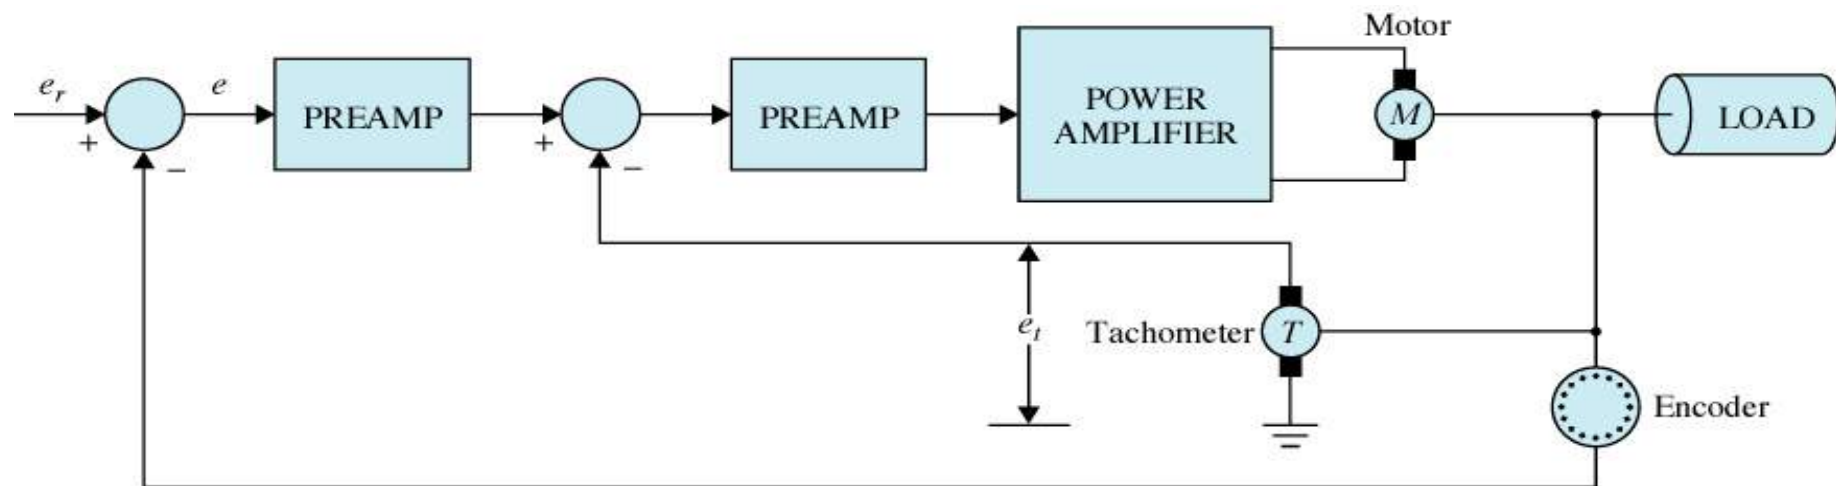 Motor
e_r
e
PREAMP
PREAMP
POWER
AMPLIFIER
M
LOAD
+
−
+
−
e_t
Tachometer
T
Encoder